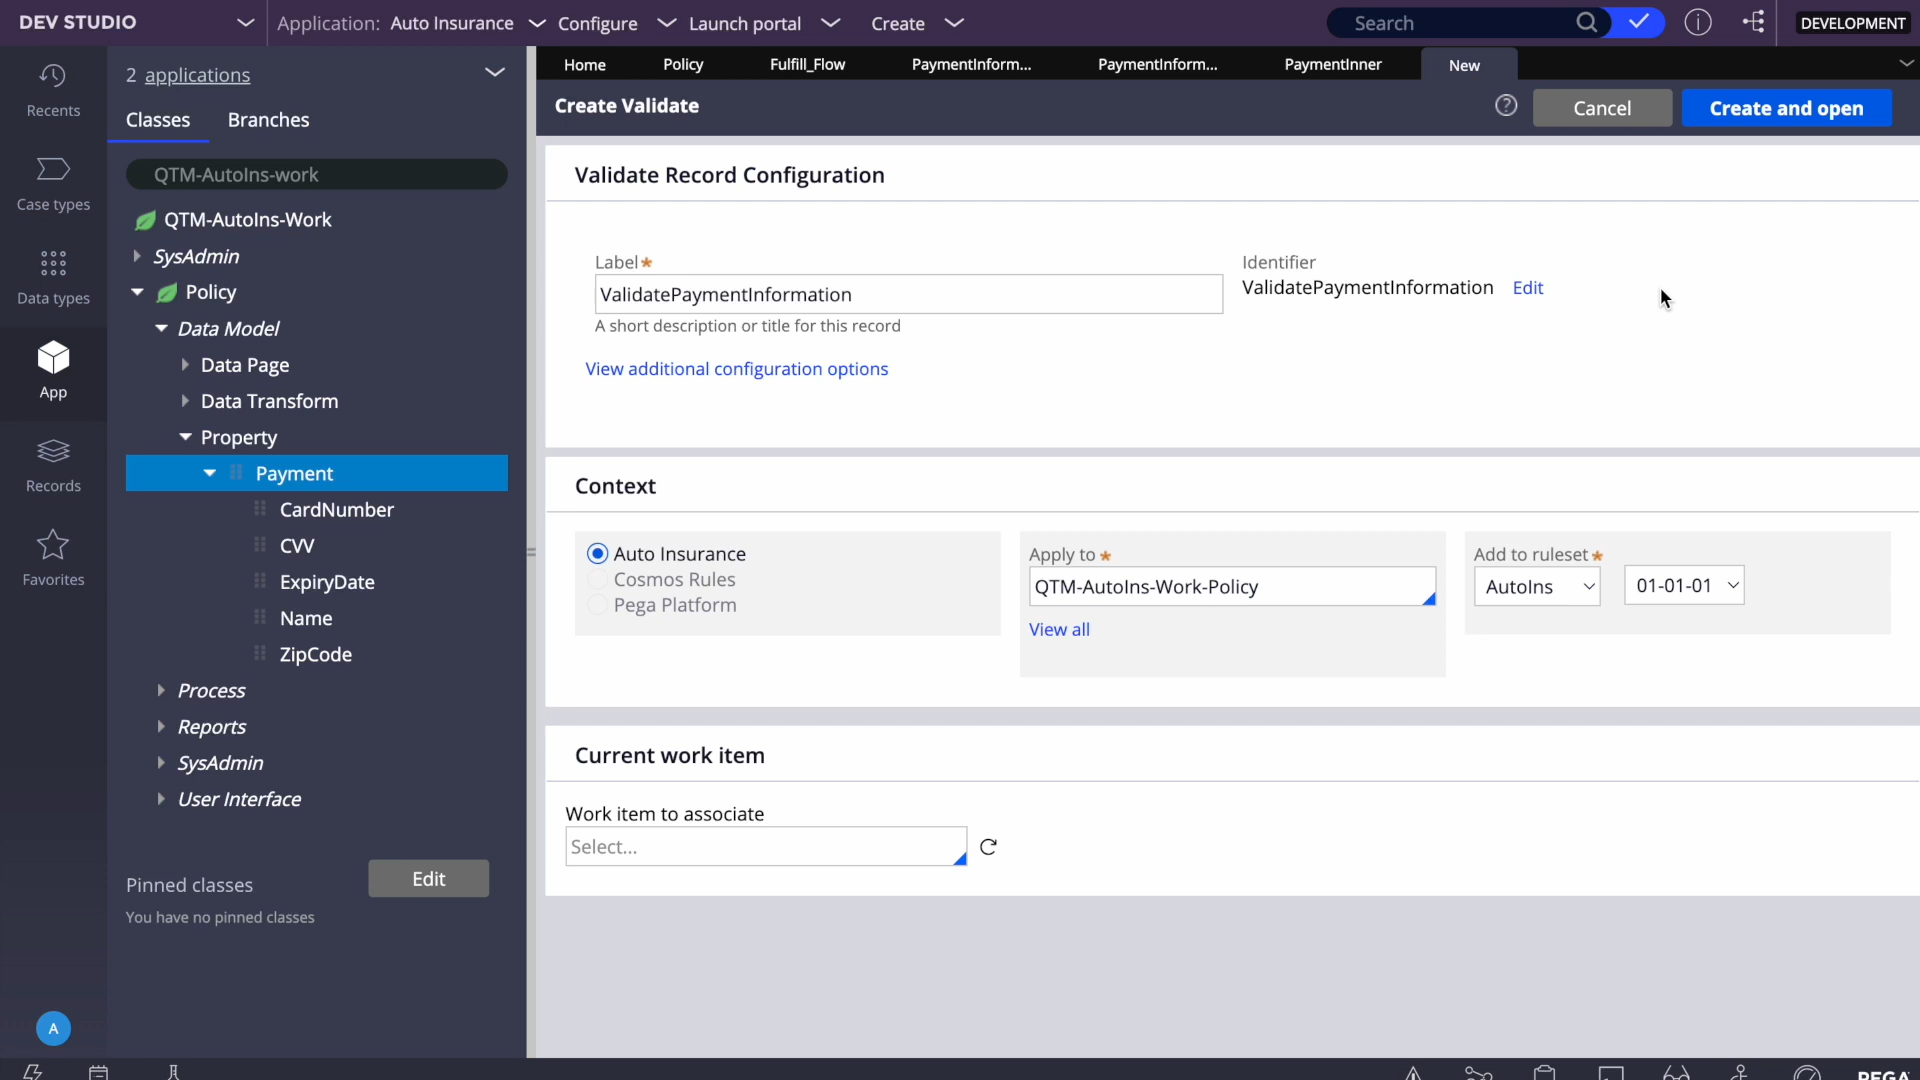 DEV STUDIO
Application: Auto Insurance
Configure
Launch portal
Create
Search
DEVELOPMENT
Recents
Case types
Data types
App
Records
Favorites
A
2 applications
Classes
Branches
QTM-AutoIns-work
QTM-AutoIns-Work
SysAdmin
Policy
Data Model
Data Page
Data Transform
Property
Payment
CardNumber
CVV
ExpiryDate
Name
ZipCode
Process
Reports
SysAdmin
User Interface
Pinned classes
Edit
You have no pinned classes
Home
Policy
Fulfill_Flow
PaymentInform...
PaymentInform...
PaymentInner
New
Create Validate
Cancel
Create and open
Validate Record Configuration
Label*
ValidatePaymentInformation
A short description or title for this record
Identifier
ValidatePaymentInformation Edit
View additional configuration options
Context
Auto Insurance
Cosmos Rules
Pega Platform
Apply to*
QTM-AutoIns-Work-Policy
View all
Add to ruleset*
AutoIns
01-01-01
Current work item
Work item to associate
Select...
PEGA